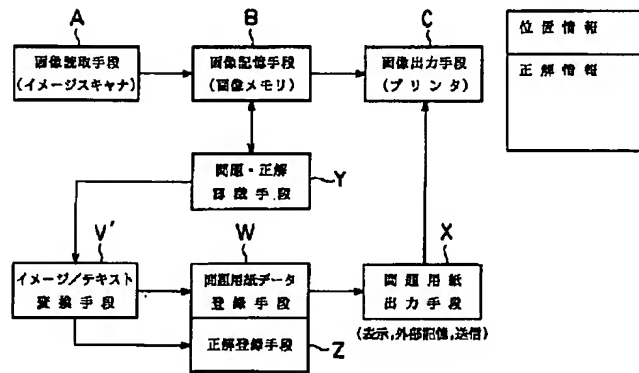 A
B
C
画像読取手段
(イメージスキャナ)
画像記憶手段
(画像メモリ)
画像出力手段
(プリンタ)
位置情報
正解情報
問題・正解
認識手段
Y
V'
W
X
イメージ/テキスト
変換手段
問題用紙データ
登録手段
問題用紙
出力手段
正解登録手段
Z
(表示,外部記憶,送信)